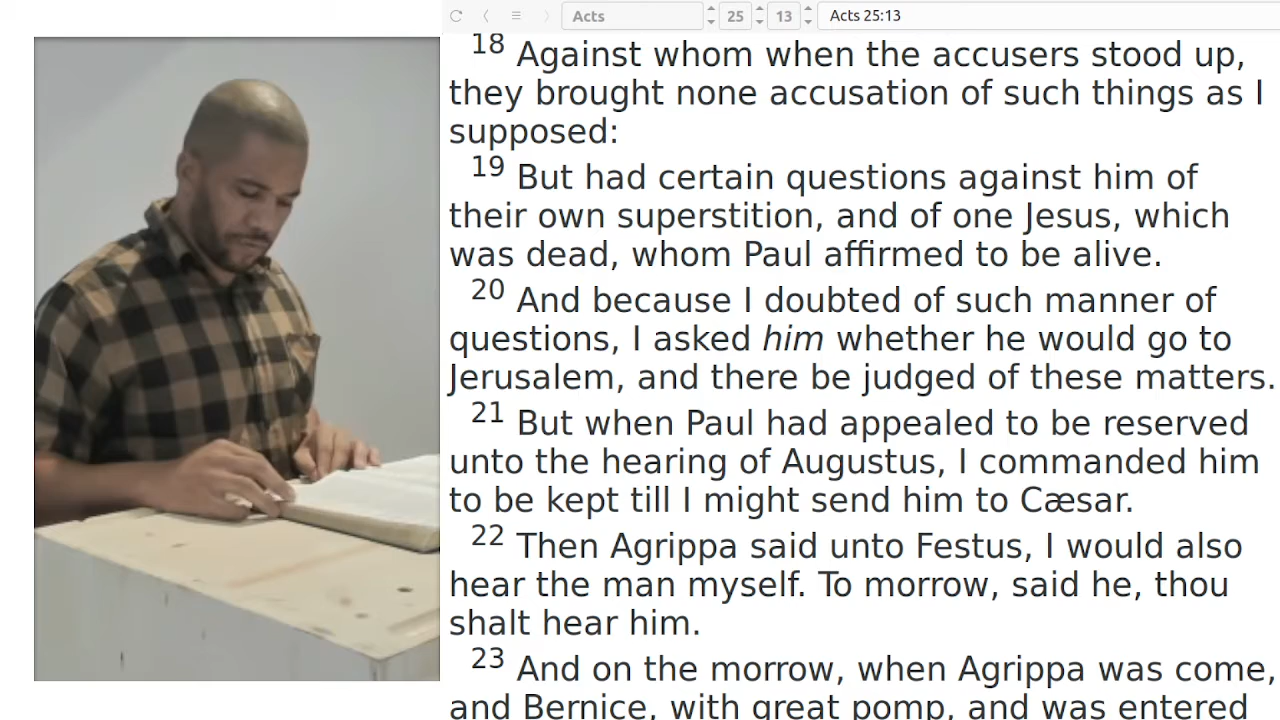 Acts 25 13 Acts 25:13
18 Against whom when the accusers stood up,
they brought none accusation of such things as I
supposed:
19 But had certain questions against him of
their own superstition, and of one Jesus, which
was dead, whom Paul affirmed to be alive.
20 And because I doubted of such manner of
questions, I asked him whether he would go to
Jerusalem, and there be judged of these matters.
21 But when Paul had appealed to be reserved
unto the hearing of Augustus, I commanded him
to be kept till I might send him to Cæsar.
22 Then Agrippa said unto Festus, I would also
hear the man myself. To morrow, said he, thou
shalt hear him.
23 And on the morrow, when Agrippa was come,
and Bernice, with great pomp, and was entered